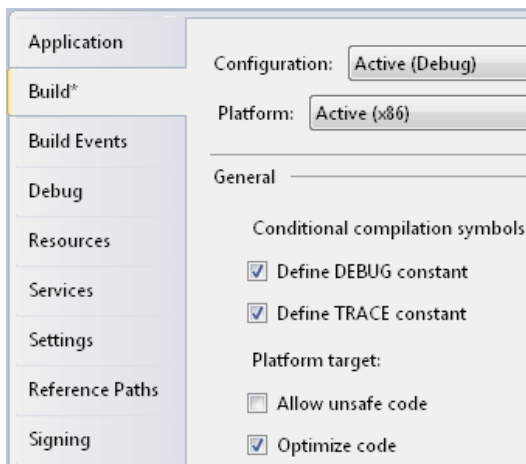 Application
Build*
Build Events
Debug
Resources
Services
Settings
Reference Paths
Signing
Configuration: Active (Debug)
Platform: Active (x86)
General
Conditional compilation symbols
Define DEBUG constant
Define TRACE constant
Platform target:
Allow unsafe code
Optimize code